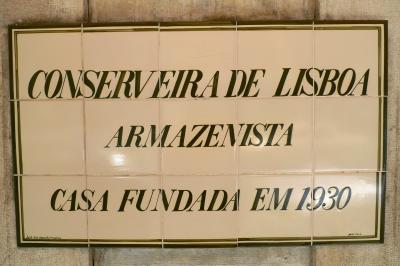 CONSERVEIRA DE LISBOA
ARMAZENISTA
CASA FUNDADA EM 1930